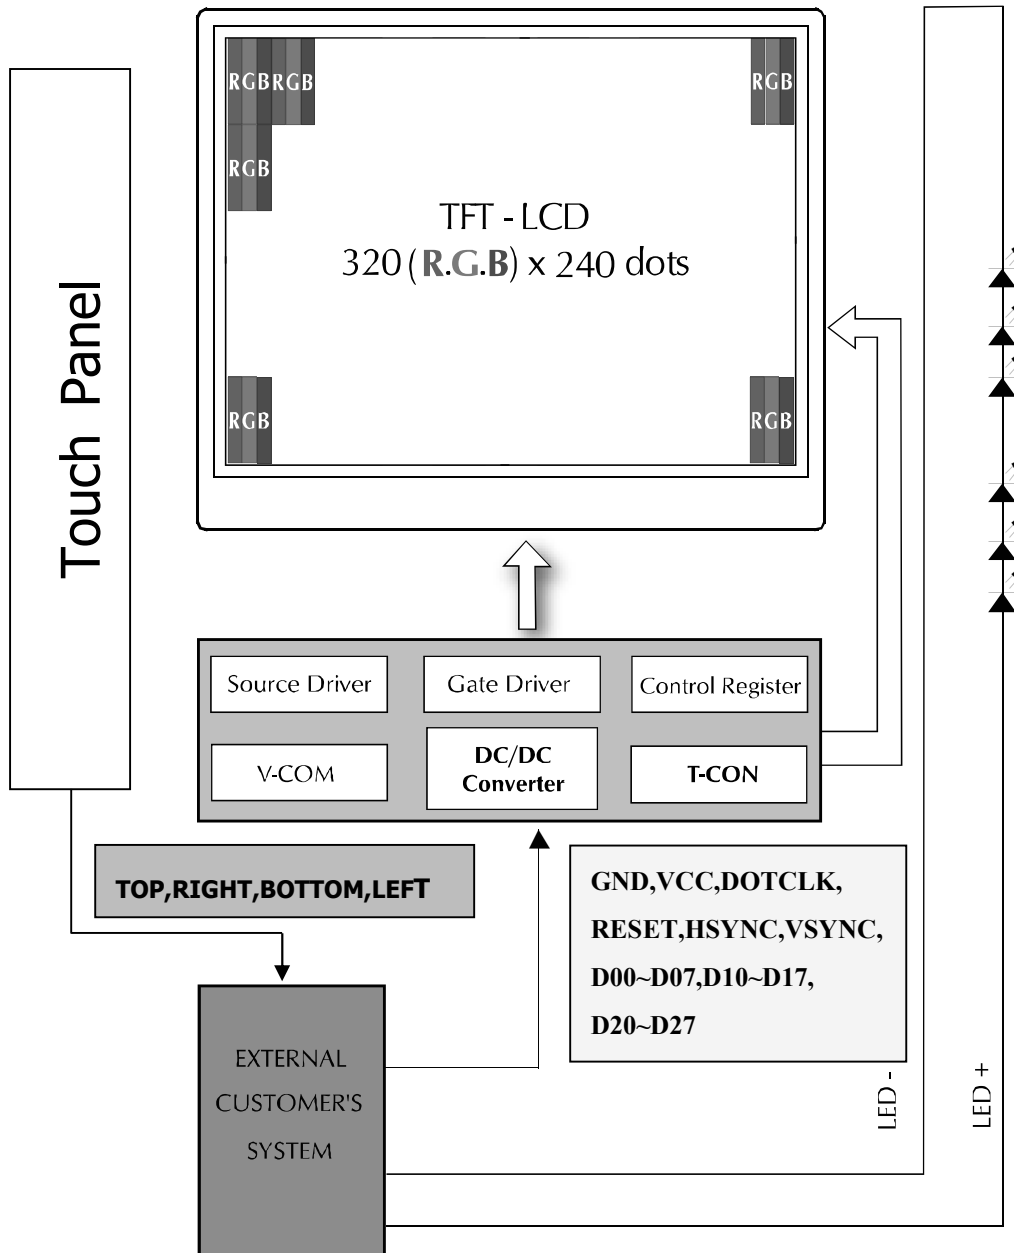 RGBRGB
RGB
RGB
TFT - LCD
320 (R.G.B) x 240 dots
RGB
RGB
Touch Panel
Source Driver
Gate Driver
Control Register
V-COM
DC/DC
Converter
T-CON
TOP,RIGHT,BOTTOM,LEFT
GND,VCC,DOTCLK,
RESET,HSYNC,VSYNC,
D00~D07,D10~D17,
D20~D27
EXTERNAL
CUSTOMER'S
SYSTEM
LED -
LED +